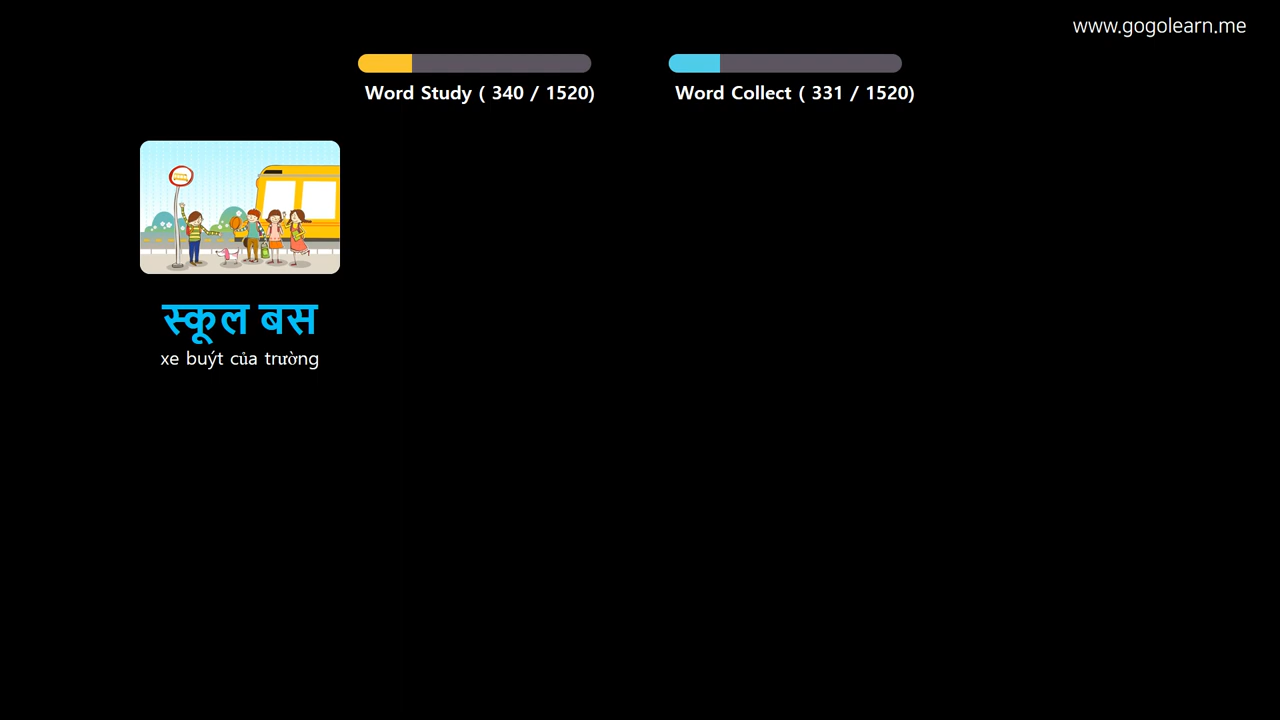 www.gogolearn.me
Word Study ( 340 / 1520)
Word Collect ( 331 / 1520)
स्कूल बस
xe buýt của trường